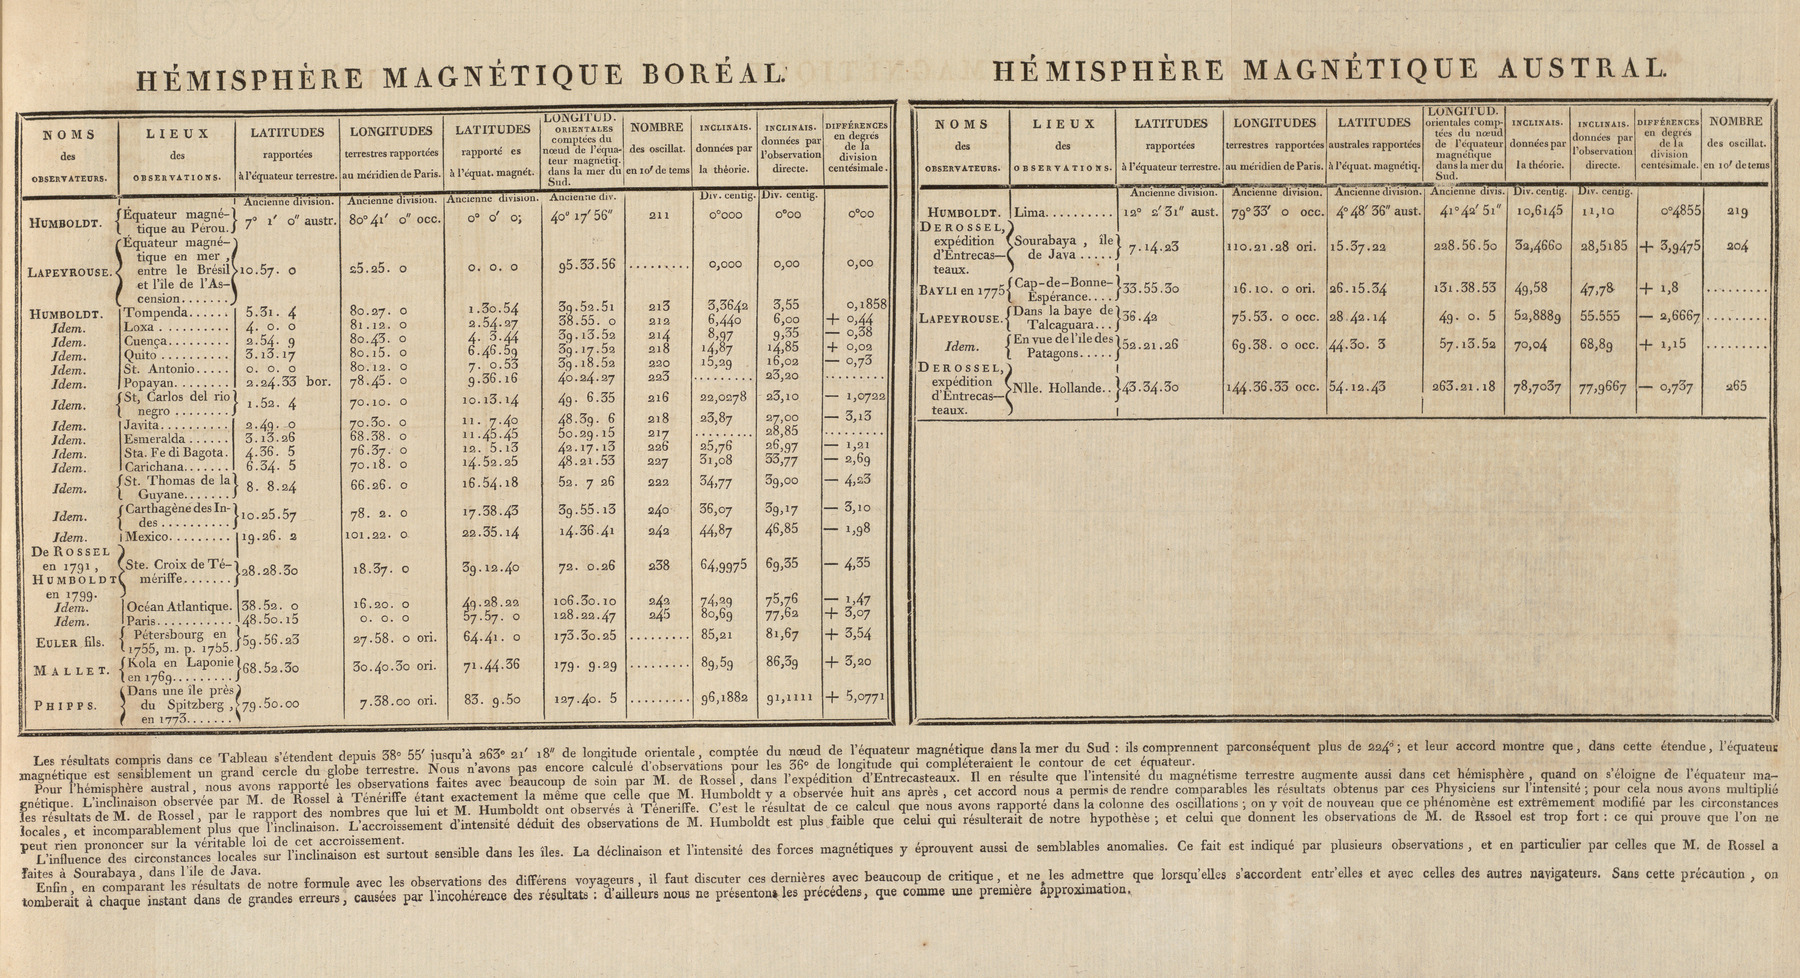 HÉMISPHÈRE MAGNÉTIQUE BORÉAL.
NOMS des OBSERVATEURS. | LIEUX des OBSERVATIONS. | LATITUDES rapportées à l'équateur terrestre. | LONGITUDES terrestres rapportées au méridien de Paris. | LATITUDES rapporté es à l'équat. magnét. | LONGITUD. ORIENTALES comptées du nœud de l'équateur magnétiq. dans la mer du Sud. | NOMBRE des oscillat. en 10′ de tems | INCLINAIS. données par la théorie. | INCLINAIS. données par l'observation directe. | DIFFÉRENCES en degrés de la division centésimale.
Ancienne division. | Ancienne division. | Ancienne division. | Ancienne div. | Div. centig. | Div. centig.
HUMBOLDT. | Équateur magnétique au Pérou. | 7° 1′ 0″ austr. | 80° 41′ 0″ occ. | 0° 0′ 0; | 40° 17′ 56″ | 211 | 0°000 | 0°00 | 0°00
LAPEYROUSE. | Équateur magnétique en mer, entre le Brésil et l'île de l'Ascension....... | 10.57. 0 | 25.25. 0 | 0. 0. 0 | 95.33.56 | .......... | 0,000 | 0,00 | 0,00
HUMBOLDT. | Tompenda...... | 5.31. 4 | 80.27. 0 | 1.30.54 | 39.52.51 | 213 | 3,3642 | 3,55 | 0,1858
Idem. | Loxa .......... | 4. 0. 0 | 81.12. 0 | 2.54.27 | 38.55. 0 | 212 | 6,440 | 6,00 | + 0,44
Idem. | Cuença......... | 2.54. 9 | 80.43. 0 | 4. 3.44 | 39.13.52 | 214 | 8,97 | 9,35 | — 0,38
Idem. | Quito .......... | 3.13.17 | 80.15. 0 | 6.46.59 | 39.17.52 | 218 | 14,87 | 14,85 | + 0,02
Idem. | St. Antonio..... | 0. 0. 0 | 80.12. 0 | 7. 0.53 | 39.18.52 | 220 | 15,29 | 16,02 | — 0,73
Idem. | Popayan........ | 2.24.33 bor. | 78.45. 0 | 9.36.16 | 40.24.27 | 223 | ......... | 23,20 | .........
Idem. | St, Carlos del rio negro ........ | 1.52. 4 | 70.10. 0 | 10.13.14 | 49. 6.35 | 216 | 22,0278 | 23,10 | — 1,0722
Idem. | Javita.......... | 2.49. 0 | 70.30. 0 | 11. 7.40 | 48.39. 6 | 218 | 23,87 | 27,00 | — 3,13
Idem. | Esmeralda ...... | 3.13.26 | 68.38. 0 | 11.45.45 | 50.29.15 | 217 | ......... | 28,85 | .........
Idem. | Sta. Fe di Bagota. | 4.36. 5 | 76.37. 0 | 12. 5.13 | 42.17.13 | 226 | 25,76 | 26,97 | — 1,21
Idem. | Carichana....... | 6.34. 5 | 70.18. 0 | 14.52.25 | 48.21.53 | 227 | 31,08 | 33,77 | — 2,69
Idem. | St. Thomas de la Guyane....... | 8. 8.24 | 66.26. 0 | 16.54.18 | 52. 7 26 | 222 | 34,77 | 39,00 | — 4,23
Idem. | Carthagène des Indes .......... | 10.25.57 | 78. 2. 0 | 17.38.43 | 39.55.13 | 240 | 36,07 | 39,17 | — 3,10
Idem. | Mexico......... | 19.26. 2 | 101.22. 0 | 22.35.14 | 14.36.41 | 242 | 44,87 | 46,85 | — 1,98
De ROSSEL en 1791, HUMBOLDT en 1799. | Ste. Croix de Témériffe....... | 28.28.30 | 18.37. 0 | 39.12.40 | 72. 0.26 | 238 | 64,9975 | 69,35 | — 4,35
Idem. | Océan Atlantique. | 38.52. 0 | 16.20. 0 | 49.28.22 | 106.30.10 | 242 | 74,29 | 75,76 | — 1,47
Idem. | Paris........... | 48.50.15 | 0. 0. 0 | 57.57. 0 | 128.22.47 | 245 | 80,69 | 77,62 | + 3,07
EULER fils. | Pétersbourg en 1755, m. p. 1755. | 59.56.23 | 27.58. 0 ori. | 64.41. 0 | 173.30.25 | .......... | 85,21 | 81,67 | + 3,54
MALLET. | Kola en Laponie en 1769......... | 68.52.30 | 30.40.30 ori. | 71.44.36 | 179. 9.29 | .......... | 89,59 | 86,39 | + 3,20
PHIPPS. | Dans une île près du Spitzberg, en 1773....... | 79.50.00 | 7.38.00 ori. | 83. 9.50 | 127.40. 5 | .......... | 96,1882 | 91,1111 | + 5,0771
HÉMISPHÈRE MAGNÉTIQUE AUSTRAL.
NOMS des OBSERVATEURS. | LIEUX des OBSERVATIONS. | LATITUDES rapportées à l'équateur terrestre. | LONGITUDES terrestres rapportées au méridien de Paris. | LATITUDES australes rapportées à l'équat. magnétiq. | LONGITUD. orientales comptées du nœud de l'équateur magnétique dans la mer du Sud. | INCLINAIS. données par la théorie. | INCLINAIS. données par l'observation directe. | DIFFÉRENCES en degrés de la division centésimale. | NOMBRE des oscillat. en 10′ de tems
Ancienne division. | Ancienne division. | Ancienne division. | Ancienne divis. | Div. centig. | Div. centig.
HUMBOLDT. | Lima.......... | 12° 2′ 31″ aust. | 79° 33′ 0 occ. | 4° 48′ 36″ aust. | 41° 42′ 51″ | 10,6145 | 11,10 | 0°4855 | 219
DEROSSEL, expédition d'Entrecasteaux. | Sourabaya, île de Java ..... | 7.14.23 | 110.21.28 ori. | 15.37.22 | 228.56.50 | 32,4660 | 28,5185 | + 3,9475 | 204
BAYLI en 1775 | Cap-de-Bonne-Espérance.... | 33.55.30 | 16.10. 0 ori. | 26.15.34 | 131.38.53 | 49,58 | 47,78 | + 1,8 | .........
LAPEYROUSE. | Dans la baye de Talcaguara... | 36.42 | 75.53. 0 occ. | 28.42.14 | 49. 0. 5 | 52,8889 | 55.555 | — 2,6667 | .........
Idem. | En vue de l'île des Patagons..... | 52.21.26 | 69.38. 0 occ. | 44.30. 3 | 57.13.52 | 70,04 | 68,89 | + 1,15 | .........
DEROSSEL, expédition d'Entrecasteaux. | Nlle. Hollande.. | 43.34.30 | 144.36.33 occ. | 54.12.43 | 263.21.18 | 78,7037 | 77,9667 | — 0,737 | 265
Les résultats compris dans ce Tableau s'étendent depuis 38° 55′ jusqu'à 263° 21′ 18″ de longitude orientale, comptée du nœud de l'équateur magnétique dans la mer du Sud : ils comprennent parconséquent plus de 224°; et leur accord montre que, dans cette étendue, l'équateur
magnétique est sensiblement un grand cercle du globe terrestre. Nous n'avons pas encore calculé d'observations pour les 36° de longitude qui compléteraient le contour de cet équateur.
Pour l'hémisphère austral, nous avons rapporté les observations faites avec beaucoup de soin par M. de Rossel, dans l'expédition d'Entrecasteaux. Il en résulte que l'intensité du magnétisme terrestre augmente aussi dans cet hémisphère, quand on s'éloigne de l'équateur ma-
gnétique. L'inclinaison observée par M. de Rossel à Ténériffe étant exactement la même que celle que M. Humboldt y a observée huit ans après, cet accord nous a permis de rendre comparables les résultats obtenus par ces Physiciens sur l'intensité; pour cela nous avons multiplié
les résultats de M. de Rossel, par le rapport des nombres que lui et M. Humboldt ont observés à Téneriffe. C'est le résultat de ce calcul que nous avons rapporté dans la colonne des oscillations; on y voit de nouveau que ce phénomène est extrêmement modifié par les circonstances
locales, et incomparablement plus que l'inclinaison. L'accroissement d'intensité déduit des observations de M. Humboldt est plus faible que celui qui résulterait de notre hypothèse; et celui que donnent les observations de M. de Rssoel est trop fort : ce qui prouve que l'on ne
peut rien prononcer sur la véritable loi de cet accroissement.
L'influence des circonstances locales sur l'inclinaison est surtout sensible dans les îles. La déclinaison et l'intensité des forces magnétiques y éprouvent aussi de semblables anomalies. Ce fait est indiqué par plusieurs observations, et en particulier par celles que M. de Rossel a
faites à Sourabaya, dans l'île de Java.
Enfin, en comparant les résultats de notre formule avec les observations des différens voyageurs, il faut discuter ces dernières avec beaucoup de critique, et ne les admettre que lorsqu'elles s'accordent entr'elles et avec celles des autres navigateurs. Sans cette précaution, on
tomberait à chaque instant dans de grandes erreurs, causées par l'incohérence des résultats : d'ailleurs nous ne présentons les précédens, que comme une première approximation.